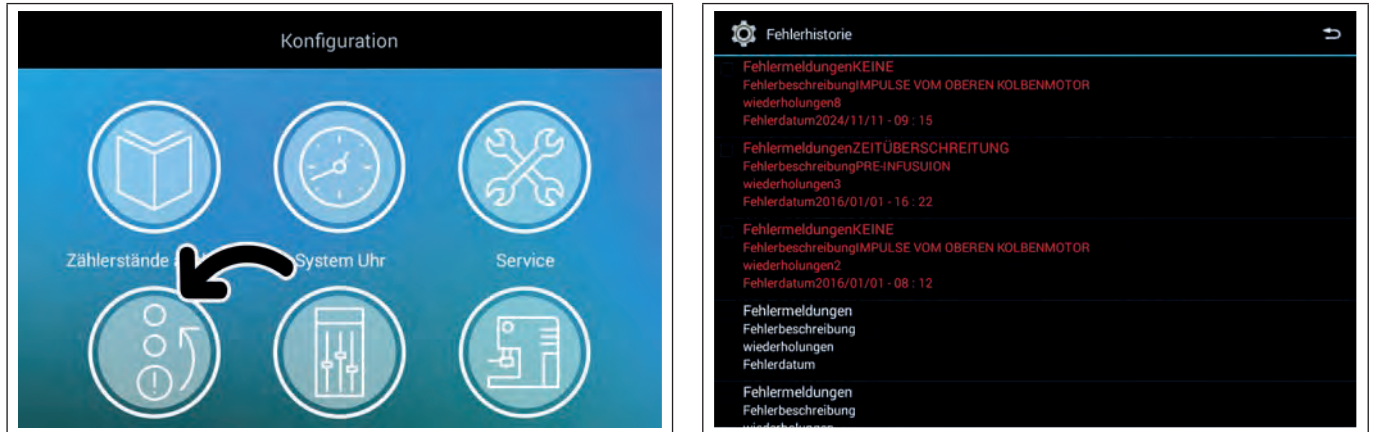 Konfiguration
Zählerstände
System Uhr
Service
Fehlerhistorie
FehlermeldungenKEINE
FehlerbeschreibungIMPULSE VOM OBEREN KOLBENMOTOR
wiederholungen8
Fehlerdatum2024/11/11 - 09 : 15
FehlermeldungenZEITÜBERSCHREITUNG
FehlerbeschreibungPRE-INFUSUION
wiederholungen3
Fehlerdatum2016/01/01 - 16 : 22
FehlermeldungenKEINE
FehlerbeschreibungIMPULSE VOM OBEREN KOLBENMOTOR
wiederholungen2
Fehlerdatum2016/01/01 - 08 : 12
Fehlermeldungen
Fehlerbeschreibung
wiederholungen
Fehlerdatum
Fehlermeldungen
Fehlerbeschreibung